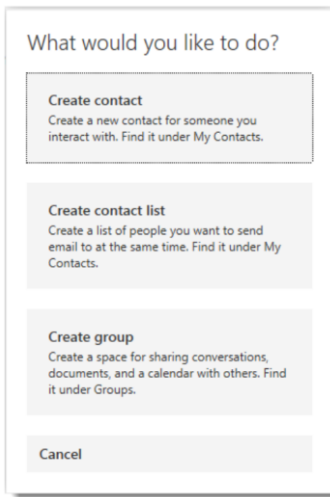 What would you like to do?
Create contact
Create a new contact for someone you
interact with. Find it under My Contacts.
Create contact list
Create a list of people you want to send
email to at the same time. Find it under My
Contacts.
Create group
Create a space for sharing conversations,
documents, and a calendar with others. Find
it under Groups.
Cancel